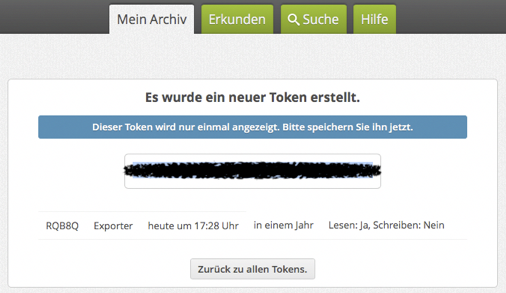 Mein Archiv Erkunden Suche Hilfe
Es wurde ein neuer Token erstellt.
Dieser Token wird nur einmal angezeigt. Bitte speichern Sie ihn jetzt.
RQB8Q Exporter heute um 17:28 Uhr in einem Jahr Lesen: Ja, Schreiben: Nein
Zurück zu allen Tokens.